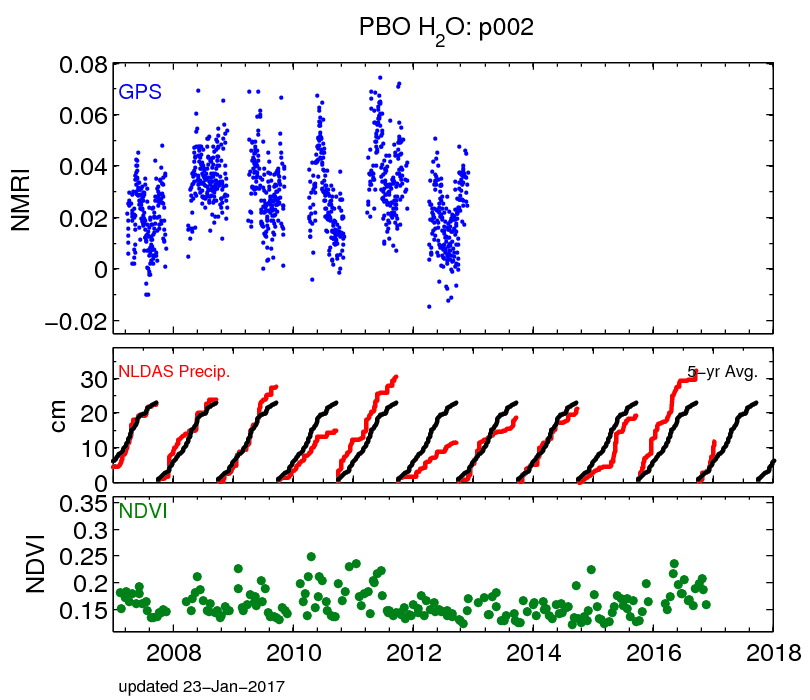 PBO H2O: p002
0.08
GPS
0.06
0.04
NMRI
0.02
0
−0.02
NLDAS Precip.
5−yr Avg.
30
cm
20
10
0
0.35
NDVI
0.3
NDVI
0.25
0.2
0.15
2008 2010 2012 2014 2016 2018
updated 23−Jan−2017